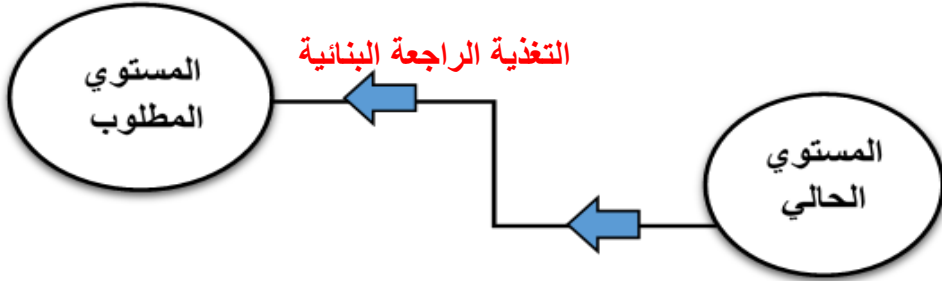 التغذية الراجعة البنائية
المستوي
المطلوب
المستوي
الحالي